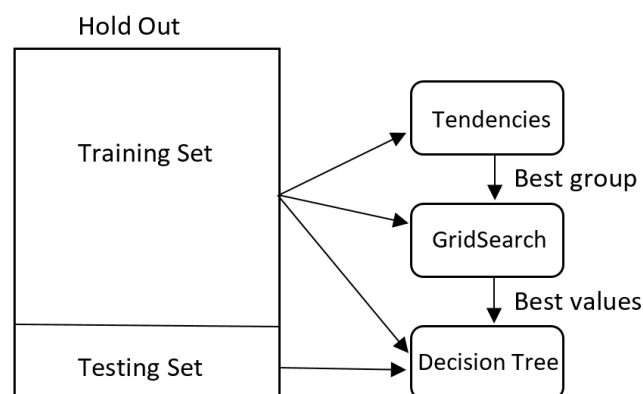 Hold Out
Training Set
Testing Set
Tendencies
Best group
GridSearch
Best values
Decision Tree